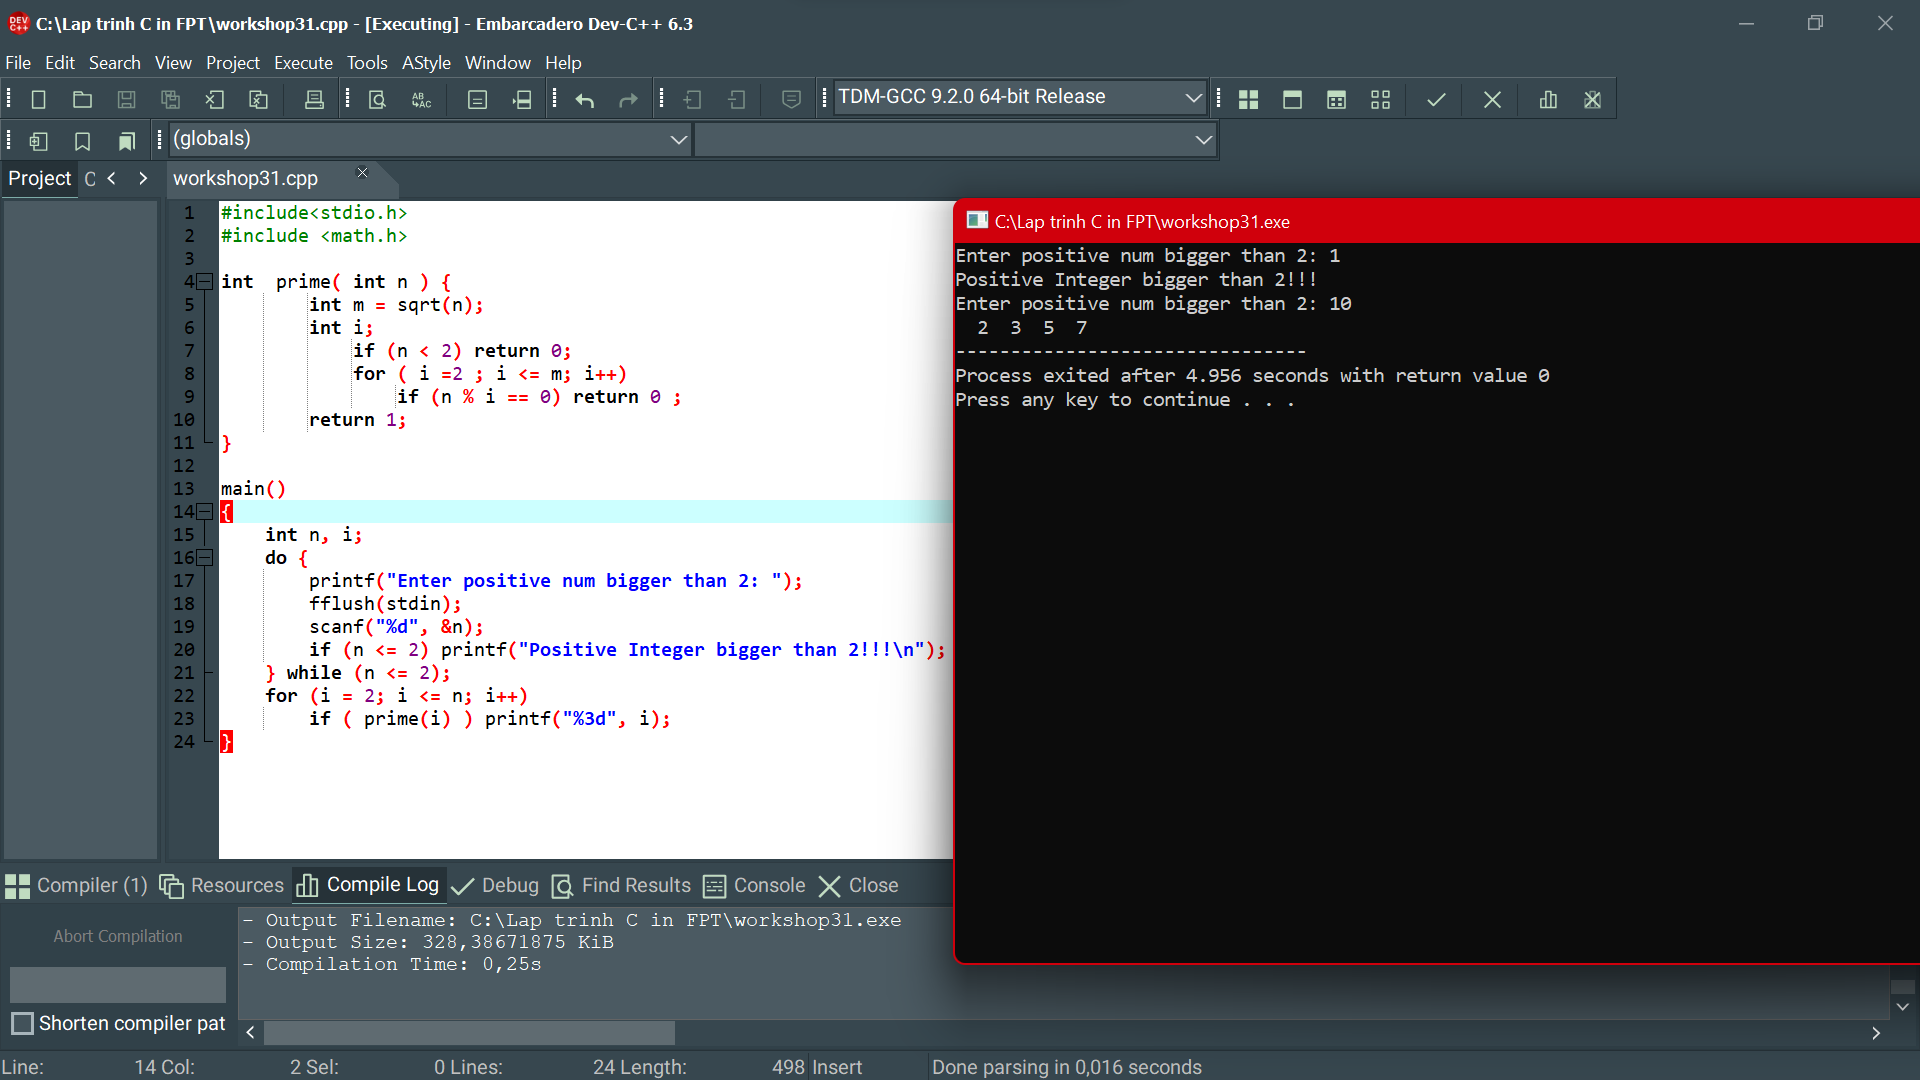 C:\Lap trinh C in FPT\workshop31.cpp - [Executing] - Embarcadero Dev-C++ 6.3
File Edit Search View Project Execute Tools AStyle Window Help
TDM-GCC 9.2.0 64-bit Release
(globals)
Project C workshop31.cpp
1 #include<stdio.h>
2 #include <math.h>
3
4 int  prime( int n ) {
5         int m = sqrt(n);
6         int i;
7             if (n < 2) return 0;
8             for ( i =2 ; i <= m; i++)
9                 if (n % i == 0) return 0 ;
10         return 1;
11 }
12
13 main()
14 {
15     int n, i;
16     do {
17         printf("Enter positive num bigger than 2: ");
18         fflush(stdin);
19         scanf("%d", &n);
20         if (n <= 2) printf("Positive Integer bigger than 2!!!\n");
21     } while (n <= 2);
22     for (i = 2; i <= n; i++)
23         if ( prime(i) ) printf("%3d", i);
24 }
C:\Lap trinh C in FPT\workshop31.exe
Enter positive num bigger than 2: 1
Positive Integer bigger than 2!!!
Enter positive num bigger than 2: 10
  2  3  5  7
--------------------------------
Process exited after 4.956 seconds with return value 0
Press any key to continue . . .
Compiler (1) Resources Compile Log Debug Find Results Console Close
Abort Compilation
Shorten compiler pat
- Output Filename: C:\Lap trinh C in FPT\workshop31.exe
- Output Size: 328,38671875 KiB
- Compilation Time: 0,25s
Line: 14 Col: 2 Sel: 0 Lines: 24 Length: 498 Insert Done parsing in 0,016 seconds